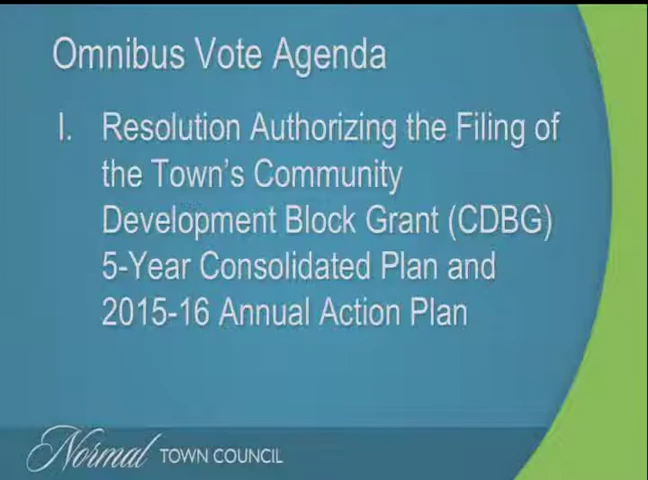 Omnibus Vote Agenda
I. Resolution Authorizing the Filing of
the Town's Community
Development Block Grant (CDBG)
5-Year Consolidated Plan and
2015-16 Annual Action Plan
Normal TOWN COUNCIL